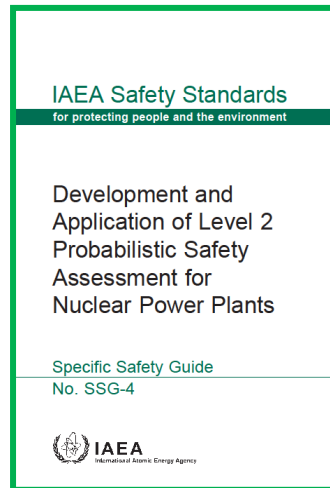 IAEA Safety Standards
for protecting people and the environment
Development and
Application of Level 2
Probabilistic Safety
Assessment for
Nuclear Power Plants
Specific Safety Guide
No. SSG-4
IAEA
International Atomic Energy Agency